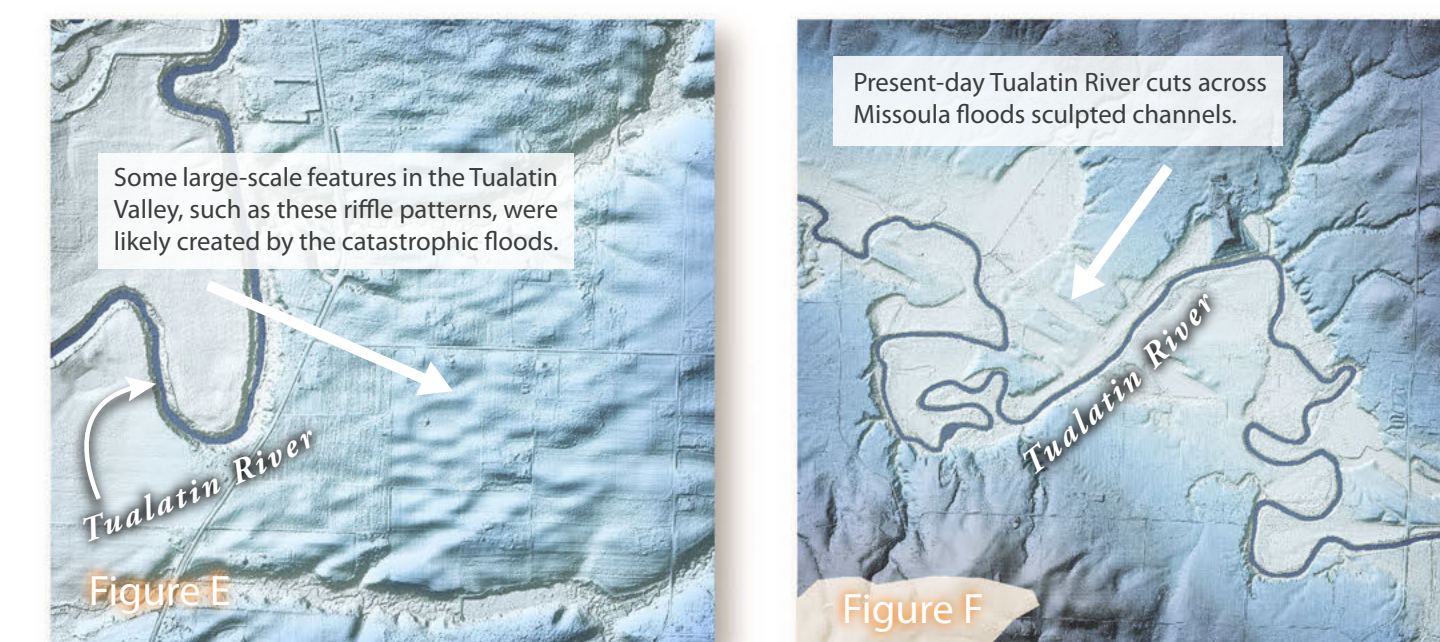 Some large-scale features in the Tualatin
Valley, such as these riffle patterns, were
likely created by the catastrophic floods.
Tualatin River
Figure E
Present-day Tualatin River cuts across
Missoula floods sculpted channels.
Tualatin River
Figure F